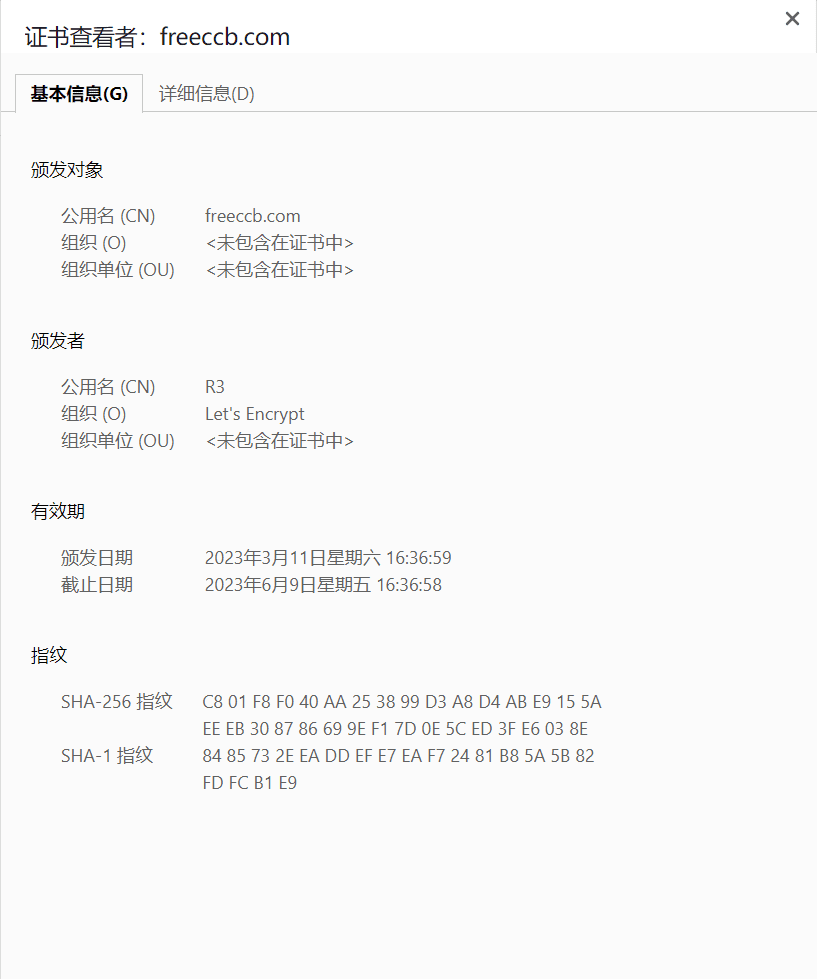 证书查看者：freeccb.com
基本信息(G) 详细信息(D)
颁发对象
公用名 (CN) freeccb.com
组织 (O) <未包含在证书中>
组织单位 (OU) <未包含在证书中>
颁发者
公用名 (CN) R3
组织 (O) Let's Encrypt
组织单位 (OU) <未包含在证书中>
有效期
颁发日期 2023年3月11日星期六 16:36:59
截止日期 2023年6月9日星期五 16:36:58
指纹
SHA-256 指纹 C8 01 F8 F0 40 AA 25 38 99 D3 A8 D4 AB E9 15 5A
EE EB 30 87 86 69 9E F1 7D 0E 5C ED 3F E6 03 8E
SHA-1 指纹 84 85 73 2E EA DD EF E7 EA F7 24 81 B8 5A 5B 82
FD FC B1 E9